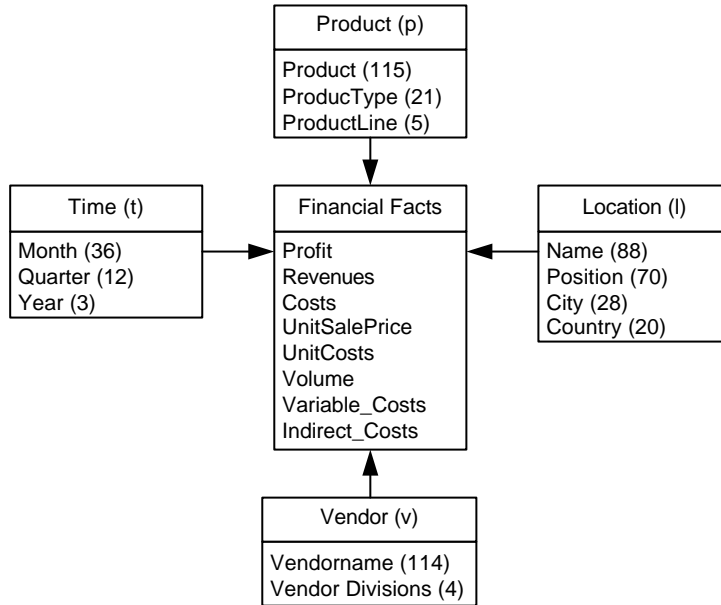 Product (p)
Product (115)
ProducType (21)
ProductLine (5)
Time (t)
Month (36)
Quarter (12)
Year (3)
Financial Facts
Profit
Revenues
Costs
UnitSalePrice
UnitCosts
Volume
Variable_Costs
Indirect_Costs
Location (l)
Name (88)
Position (70)
City (28)
Country (20)
Vendor (v)
Vendorname (114)
Vendor Divisions (4)